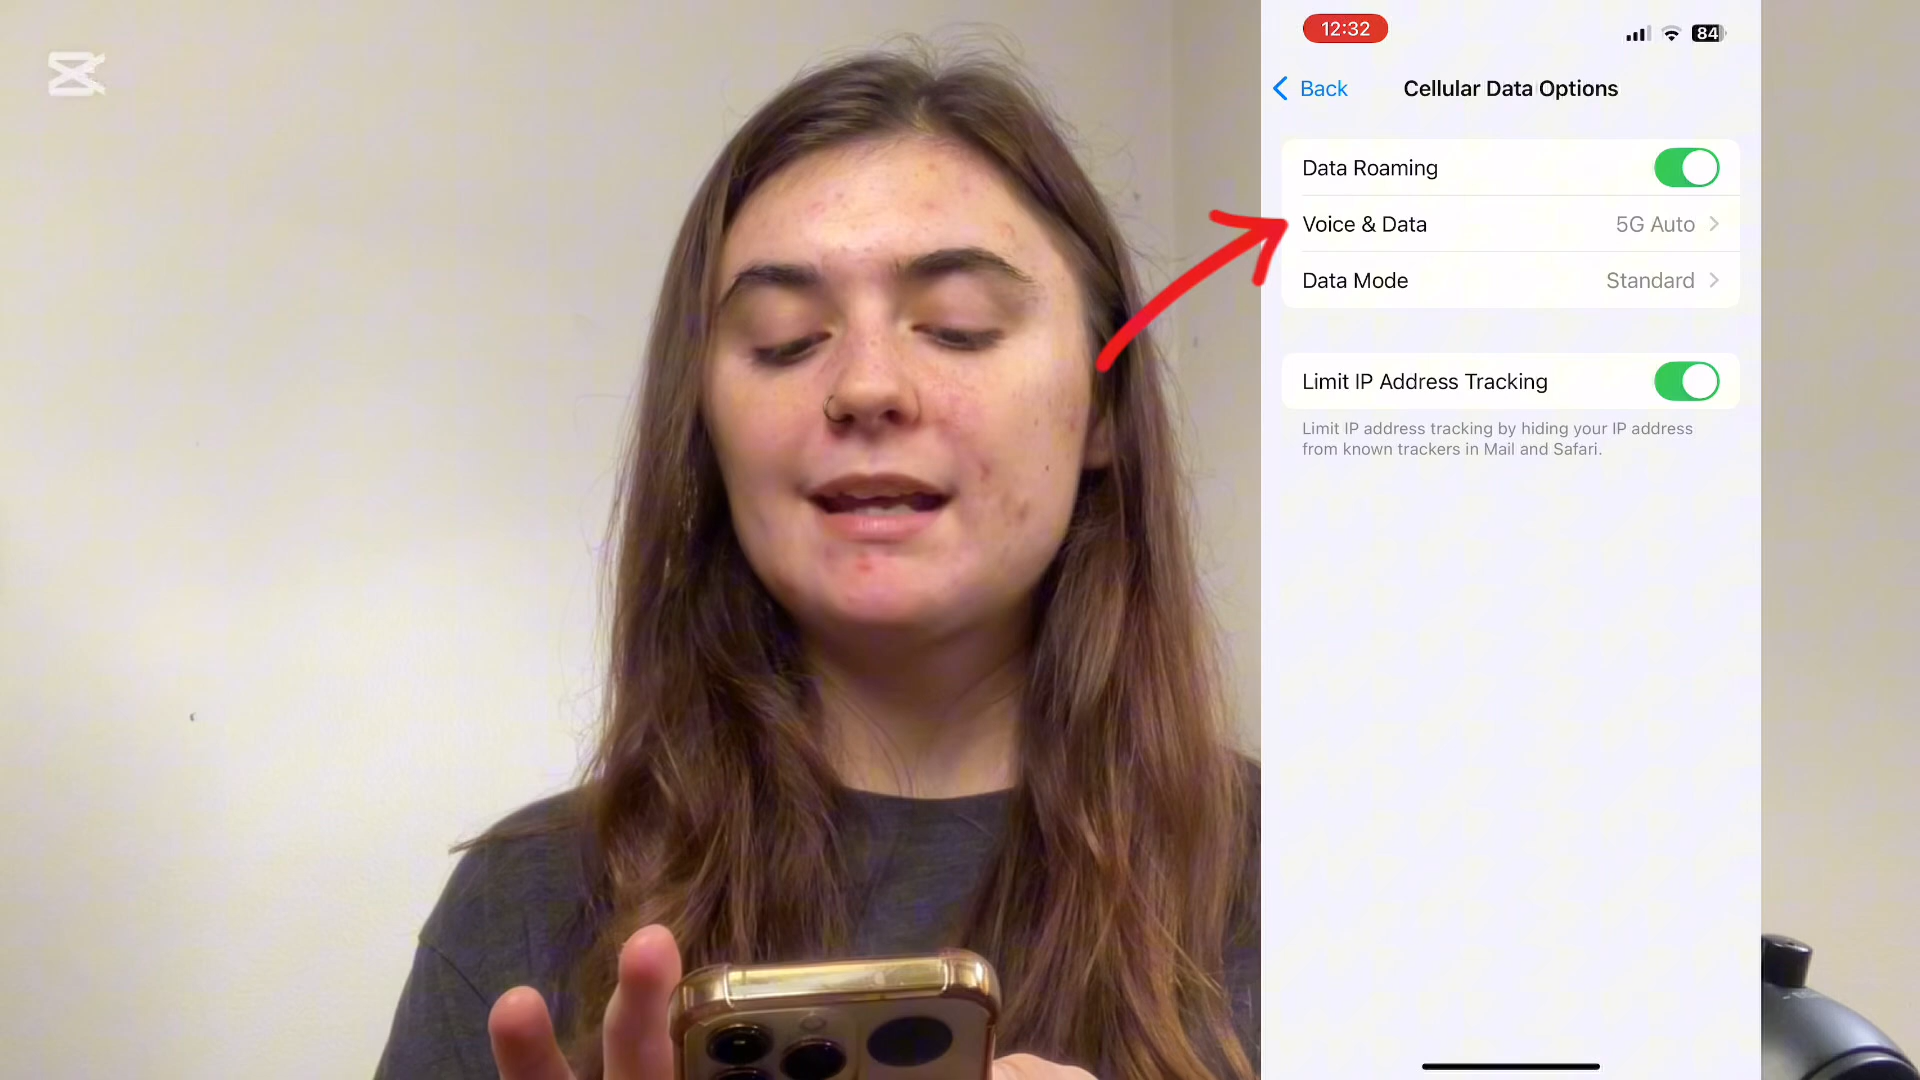 12:32
84
Back
Cellular Data Options
Data Roaming
Voice & Data
5G Auto
Data Mode
Standard
Limit IP Address Tracking
Limit IP address tracking by hiding your IP address
from known trackers in Mail and Safari.